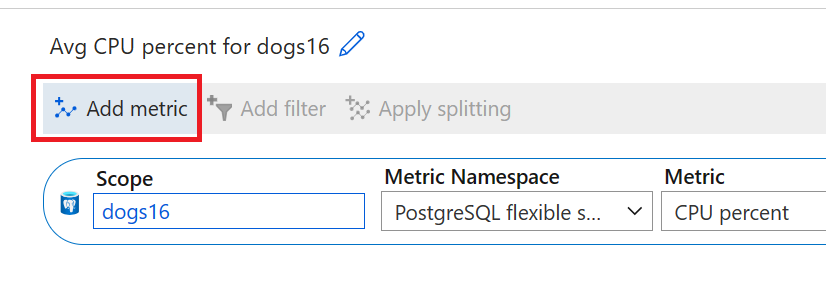 Avg CPU percent for dogs16
Add metric Add filter Apply splitting
Scope Metric Namespace Metric
dogs16 PostgreSQL flexible s... CPU percent